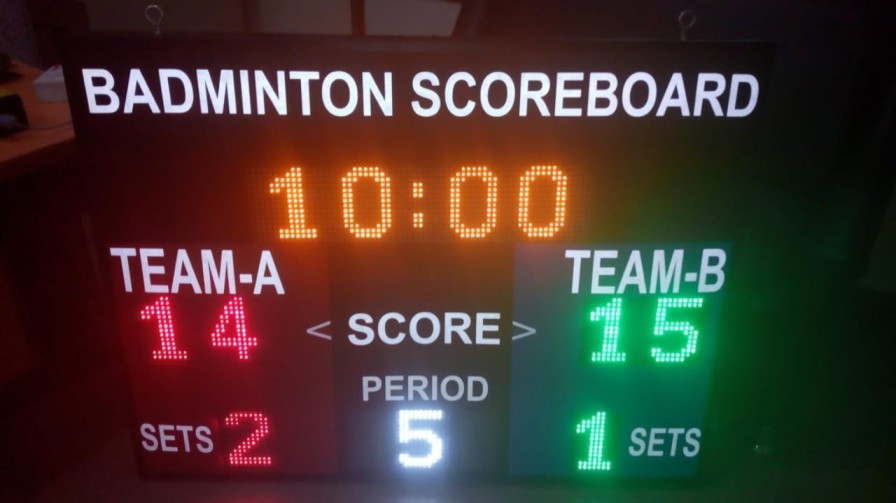 BADMINTON SCOREBOARD
10:00
TEAM-A TEAM-B
14 < SCORE > 15
PERIOD
SETS 2 5 1 SETS